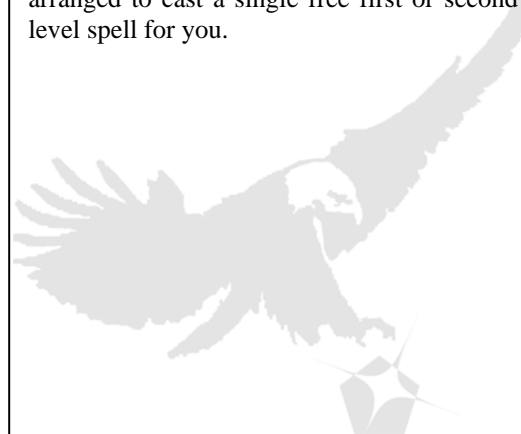 arranged to cast a single free first or second
level spell for you.